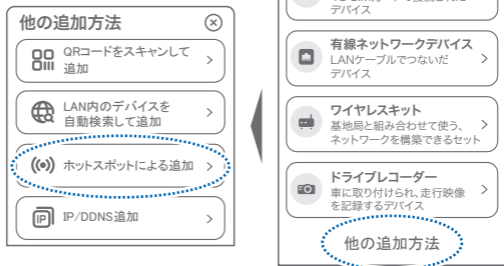 他の追加方法
QRコードをスキャンして
追加
LAN内のデバイスを
自動検索して追加
ホットスポットによる追加
IP/DDNS追加
デバイス
有線ネットワークデバイス
LANケーブルでつないだ
デバイス
ワイヤレスキット
基地局と組み合わせて使う、
ネットワークを構築できるセット
ドライブレコーダー
車に取り付けられ、走行映像
を記録するデバイス
他の追加方法